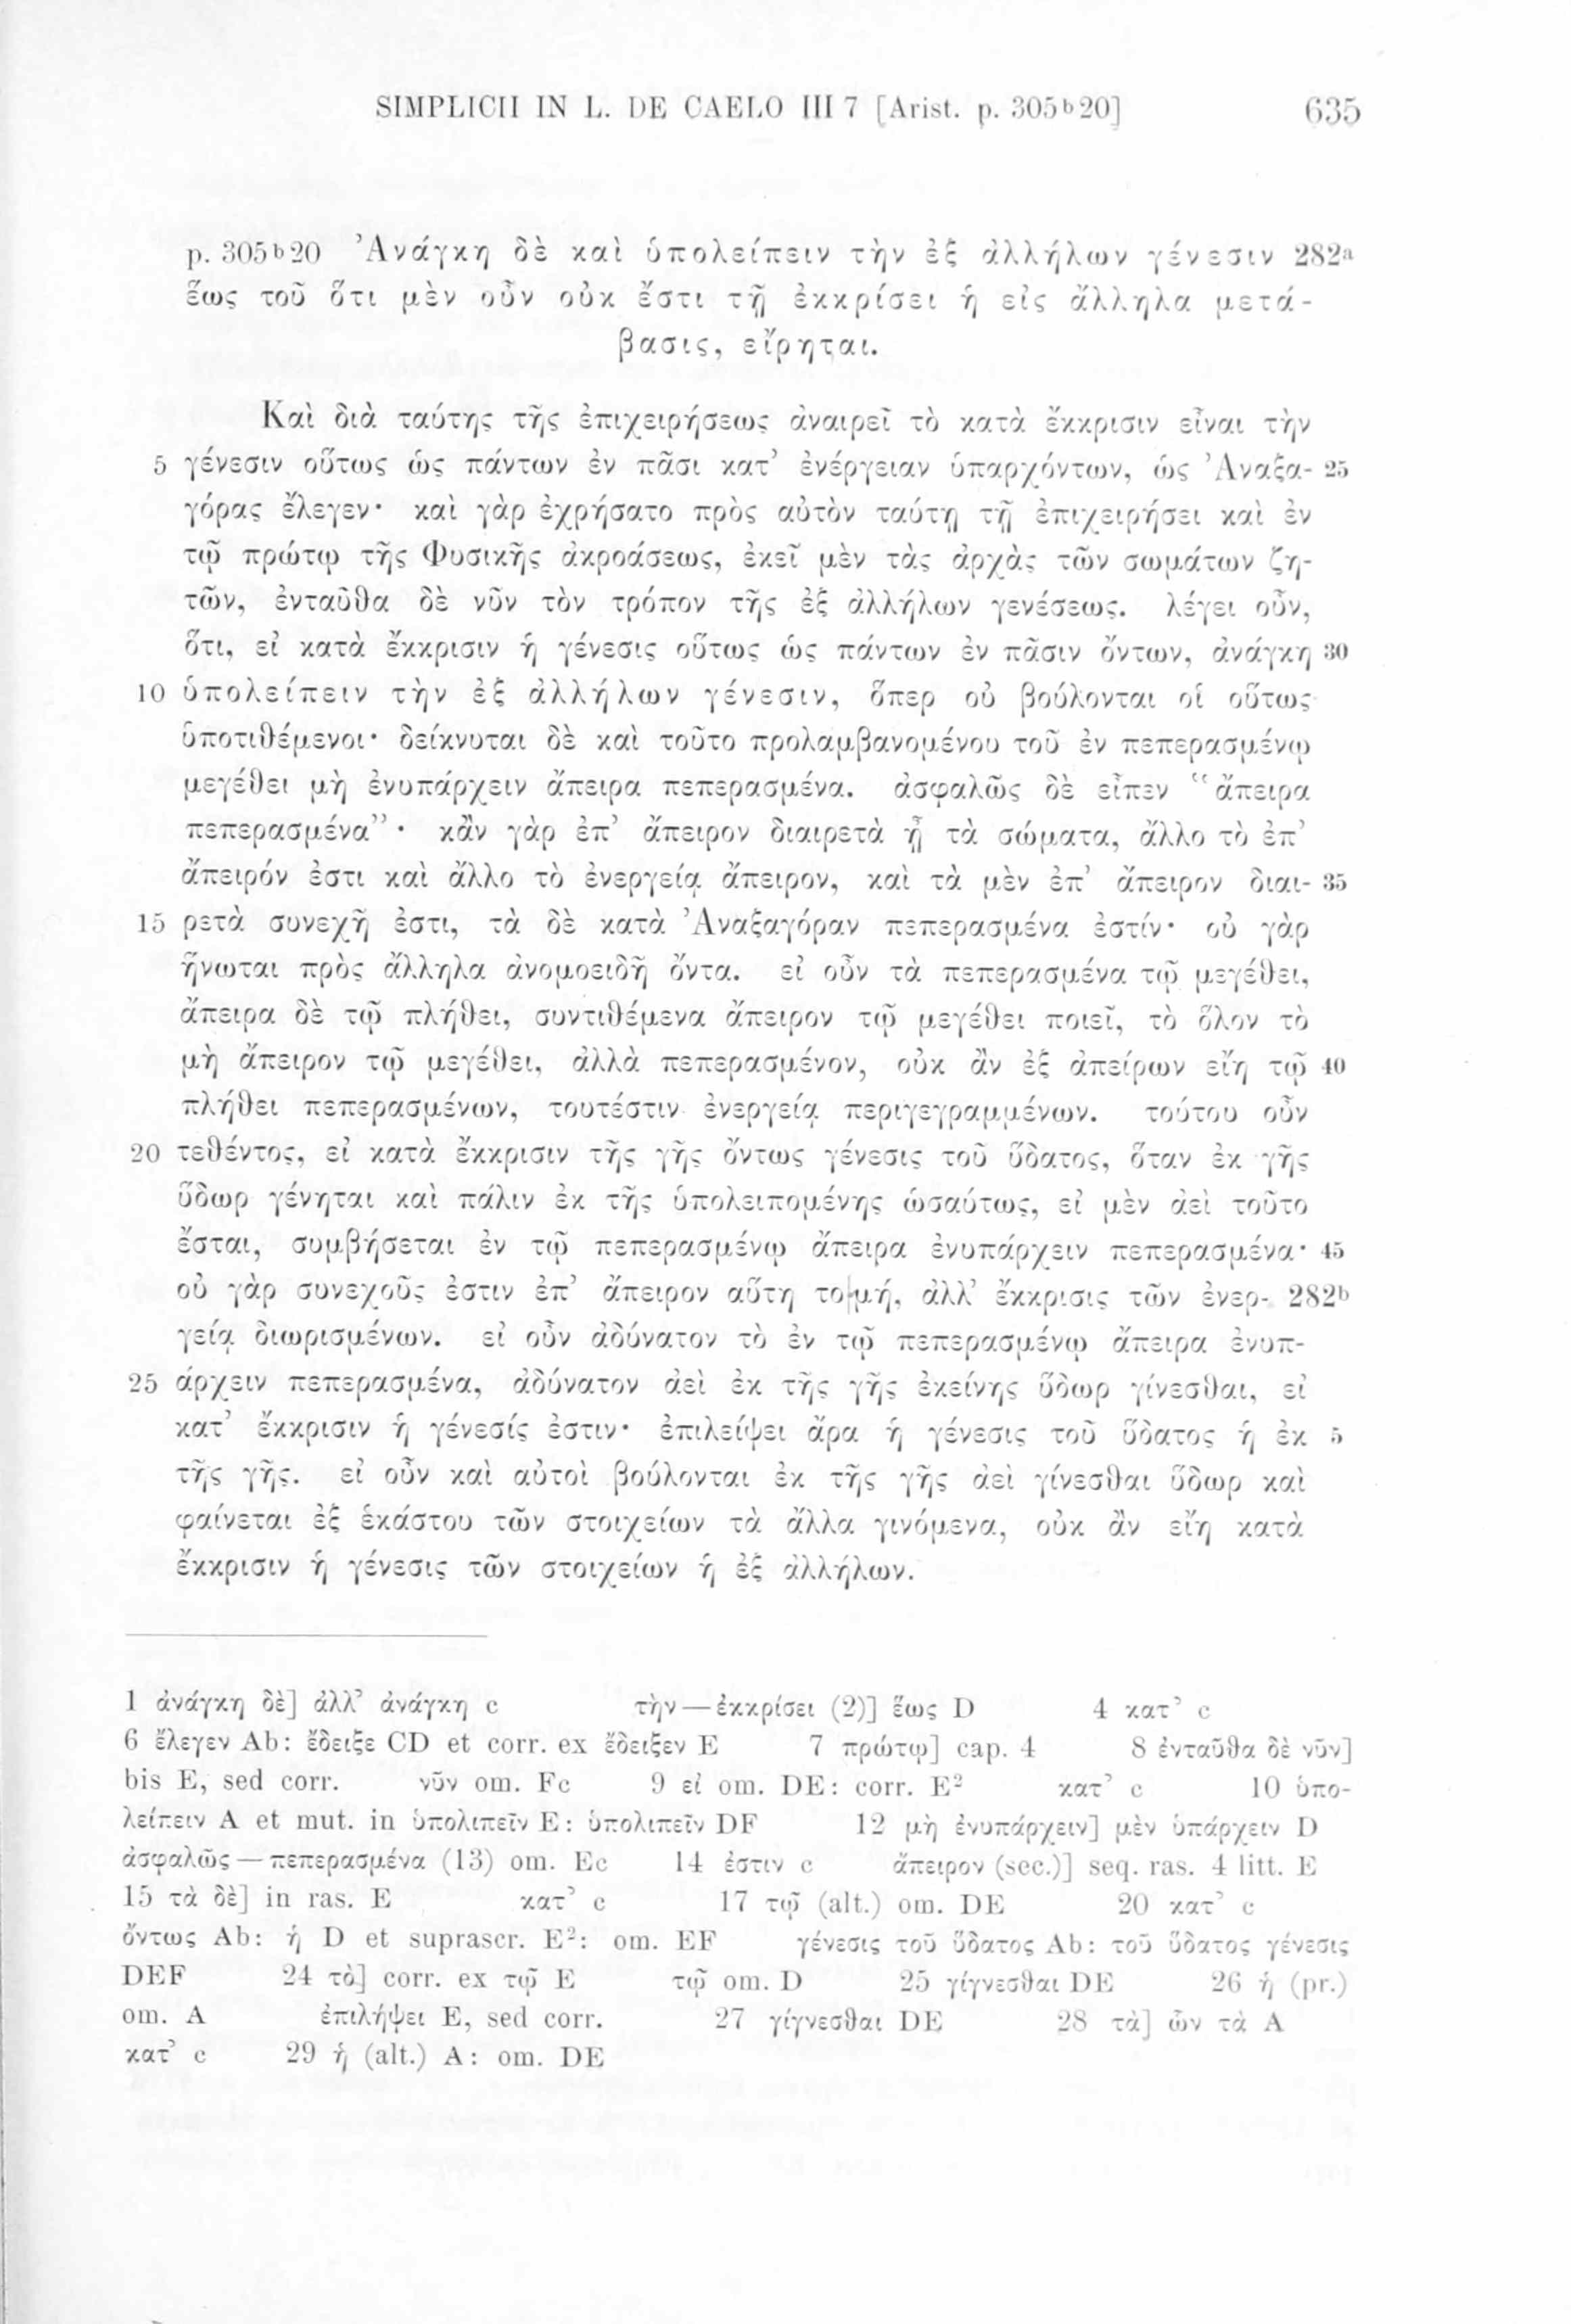 SIMPLICII IN L. DE CAELO III 7 [Arist. p. 305ᵇ20] 635
p. 305ᵇ20 Ἀνάγκη δὲ καὶ ὑπολείπειν τὴν ἐξ ἀλλήλων γένεσιν 282ᵃ
ἕως τοῦ ὅτι μὲν οὖν οὐκ ἔστι τῇ ἐκκρίσει ἡ εἰς ἄλληλα μετά-
βασις, εἴρηται.
Καὶ διὰ ταύτης τῆς ἐπιχειρήσεως ἀναιρεῖ τὸ κατὰ ἔκκρισιν εἶναι τὴν
5 γένεσιν οὕτως ὡς πάντων ἐν πᾶσι κατ’ ἐνέργειαν ὑπαρχόντων, ὡς Ἀναξα- 25
γόρας ἔλεγεν· καὶ γὰρ ἐχρήσατο πρὸς αὐτὸν ταύτῃ τῇ ἐπιχειρήσει καὶ ἐν
τῷ πρώτῳ τῆς Φυσικῆς ἀκροάσεως, ἐκεῖ μὲν τὰς ἀρχὰς τῶν σωμάτων ζη-
τῶν, ἐνταῦθα δὲ νῦν τὸν τρόπον τῆς ἐξ ἀλλήλων γενέσεως. λέγει οὖν,
ὅτι, εἰ κατὰ ἔκκρισιν ἡ γένεσις οὕτως ὡς πάντων ἐν πᾶσιν ὄντων, ἀνάγκη 30
10 ὑπολείπειν τὴν ἐξ ἀλλήλων γένεσιν, ὅπερ οὐ βούλονται οἱ οὕτως
ὑποτιθέμενοι· δείκνυται δὲ καὶ τοῦτο προλαμβανομένου τοῦ ἐν πεπερασμένῳ
μεγέθει μὴ ἐνυπάρχειν ἄπειρα πεπερασμένα. ἀσφαλῶς δὲ εἶπεν “ἄπειρα
πεπερασμένα”· κἂν γὰρ ἐπ’ ἄπειρον διαιρετὰ ᾖ τὰ σώματα, ἄλλο τὸ ἐπ’
ἄπειρόν ἐστι καὶ ἄλλο τὸ ἐνεργείᾳ ἄπειρον, καὶ τὰ μὲν ἐπ’ ἄπειρον διαι- 35
15 ρετὰ συνεχῆ ἐστι, τὰ δὲ κατὰ Ἀναξαγόραν πεπερασμένα ἐστίν· οὐ γὰρ
ἥνωται πρὸς ἄλληλα ἀνομοειδῆ ὄντα. εἰ οὖν τὰ πεπερασμένα τῷ μεγέθει,
ἄπειρα δὲ τῷ πλήθει, συντιθέμενα ἄπειρον τῷ μεγέθει ποιεῖ, τὸ ὅλον τὸ
μὴ ἄπειρον τῷ μεγέθει, ἀλλὰ πεπερασμένον, οὐκ ἂν ἐξ ἀπείρων εἴη τῷ 40
πλήθει πεπερασμένων, τουτέστιν ἐνεργείᾳ περιγεγραμμένων. τούτου οὖν
20 τεθέντος, εἰ κατὰ ἔκκρισιν τῆς γῆς ὄντως γένεσις τοῦ ὕδατος, ὅταν ἐκ γῆς
ὕδωρ γένηται καὶ πάλιν ἐκ τῆς ὑπολειπομένης ὡσαύτως, εἰ μὲν ἀεὶ τοῦτο
ἔσται, συμβήσεται ἐν τῷ πεπερασμένῳ ἄπειρα ἐνυπάρχειν πεπερασμένα· 45
οὐ γὰρ συνεχοῦς ἐστιν ἐπ’ ἄπειρον αὕτη το|μή, ἀλλ’ ἔκκρισις τῶν ἐνερ- 282ᵇ
γείᾳ διωρισμένων. εἰ οὖν ἀδύνατον τὸ ἐν τῷ πεπερασμένῳ ἄπειρα ἐνυπ-
25 άρχειν πεπερασμένα, ἀδύνατον ἀεὶ ἐκ τῆς γῆς ἐκείνης ὕδωρ γίνεσθαι, εἰ
κατ’ ἔκκρισιν ἡ γένεσίς ἐστιν· ἐπιλείψει ἄρα ἡ γένεσις τοῦ ὕδατος ἡ ἐκ 5
τῆς γῆς. εἰ οὖν καὶ αὐτοὶ βούλονται ἐκ τῆς γῆς ἀεὶ γίνεσθαι ὕδωρ καὶ
φαίνεται ἐξ ἑκάστου τῶν στοιχείων τὰ ἄλλα γινόμενα, οὐκ ἂν εἴη κατὰ
ἔκκρισιν ἡ γένεσις τῶν στοιχείων ἡ ἐξ ἀλλήλων.
1 ἀνάγκη δὲ] ἀλλ’ ἀνάγκη c τὴν — ἐκκρίσει (2)] ἕως D 4 κατ’ c
6 ἔλεγεν Ab: ἔδειξε CD et corr. ex ἔδειξεν E 7 πρώτῳ] cap. 4 8 ἐνταῦθα δὲ νῦν]
bis E, sed corr. νῦν om. Fc 9 εἰ om. DE: corr. E² κατ’ c 10 ὑπο-
λείπειν A et mut. in ὑπολιπεῖν E: ὑπολιπεῖν DF 12 μὴ ἐνυπάρχειν] μὲν ὑπάρχειν D
ἀσφαλῶς — πεπερασμένα (13) om. Ec 14 ἐστιν c ἄπειρον (sec.)] seq. ras. 4 litt. E
15 τὰ δὲ] in ras. E κατ’ c 17 τῷ (alt.) om. DE 20 κατ’ c
ὄντως Ab: ἡ D et suprascr. E²: om. EF γένεσις τοῦ ὕδατος Ab: τοῦ ὕδατος γένεσις
DEF 24 τὸ] corr. ex τῷ E τῷ om. D 25 γίγνεσθαι DE 26 ἡ (pr.)
om. A ἐπιλήψει E, sed corr. 27 γίγνεσθαι DE 28 τὰ] ὧν τὰ A
κατ’ c 29 ἡ (alt.) A: om. DE